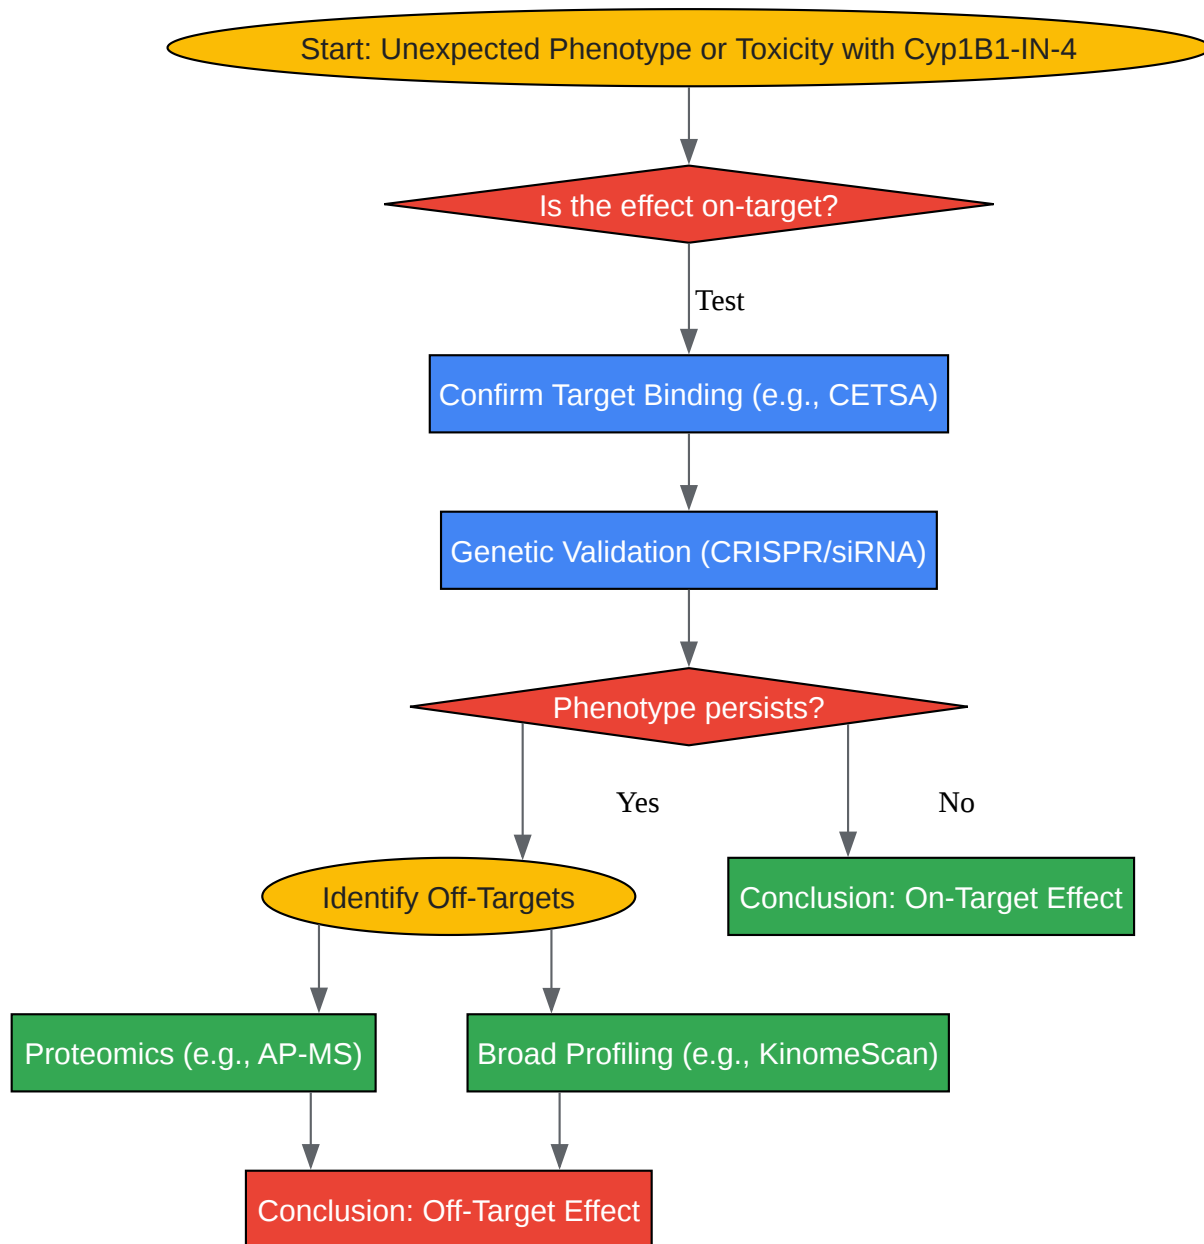 Start: Unexpected Phenotype or Toxicity with Cyp1B1-IN-4
Is the effect on-target?
Test
Confirm Target Binding (e.g., CETSA)
Genetic Validation (CRISPR/siRNA)
Phenotype persists?
Yes
No
Identify Off-Targets
Conclusion: On-Target Effect
Proteomics (e.g., AP-MS)
Broad Profiling (e.g., KinomeScan)
Conclusion: Off-Target Effect